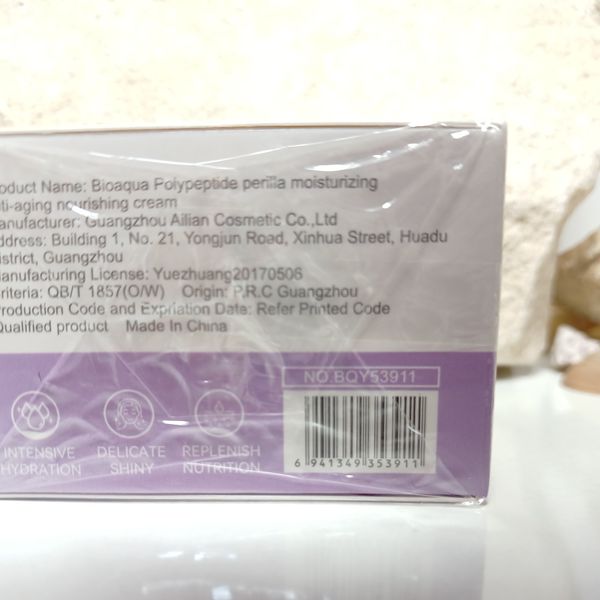 oduct Name: Bioaqua Polypeptide perilla moisturizing
ti-aging nourishing cream
anufacturer: Guangzhou Ailian Cosmetic Co.,Ltd
ddress: Building 1, No. 21, Yongjun Road, Xinhua Street, Huadu
istrict, Guangzhou
anufacturing License: Yuezhuang20170506
riteria: QB/T 1857(O/W) Origin: P.R.C Guangzhou
roduction Code and Expriation Date: Refer Printed Code
Qualified product Made In China
NO.BQY53911
INTENSIVE
HYDRATION
DELICATE
SHINY
REPLENISH
NUTRITION
6 941349 353911